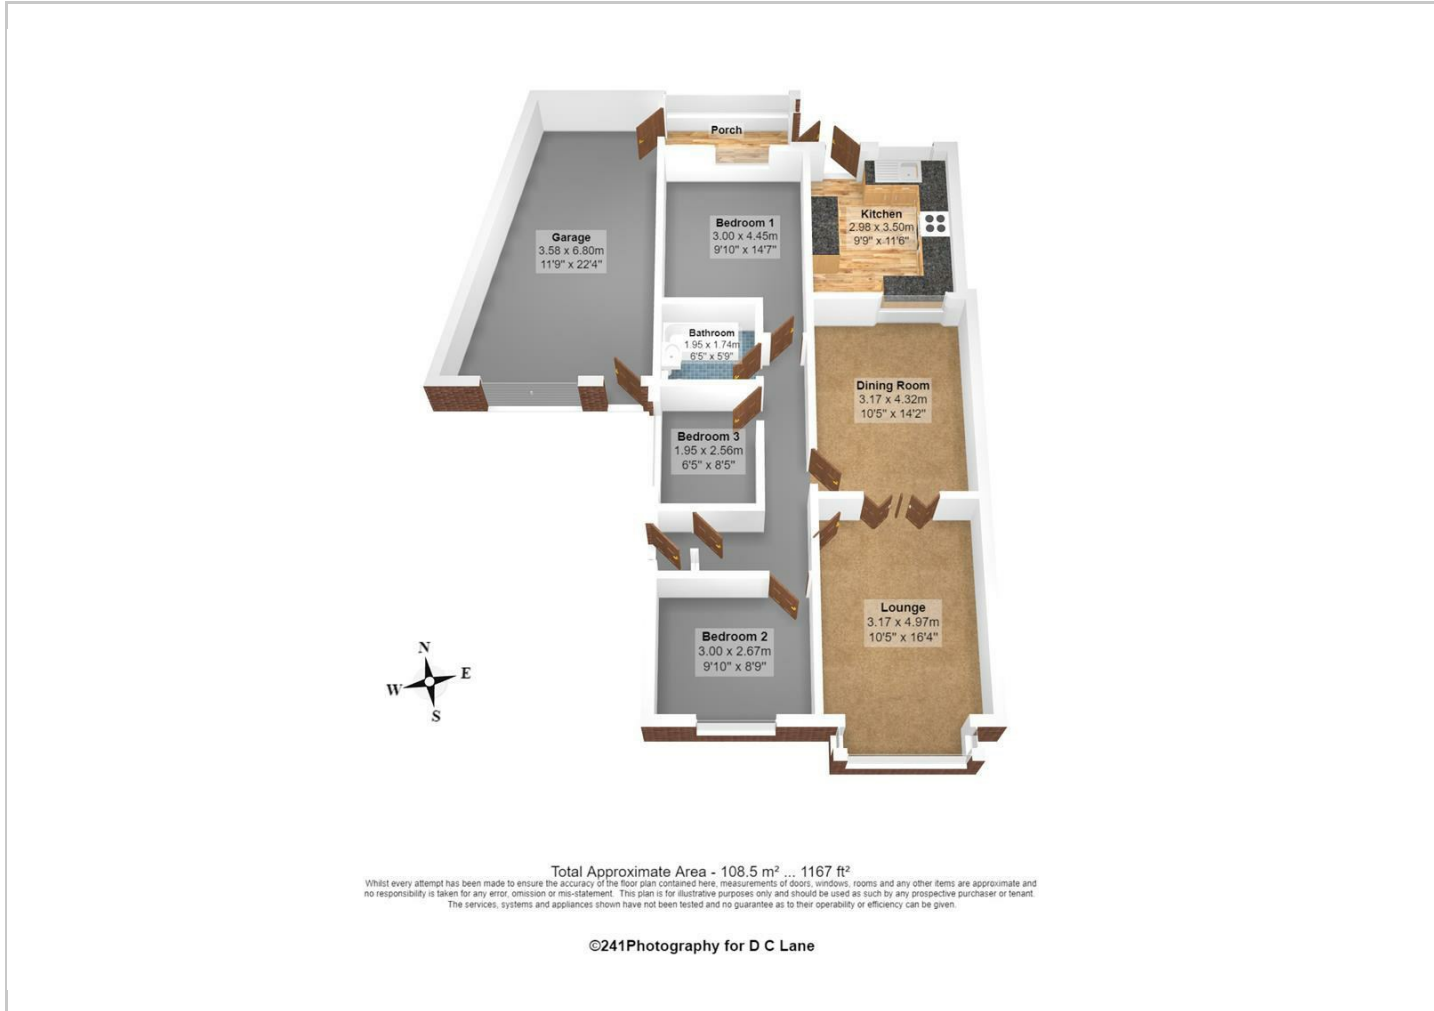 Porch
Kitchen
2.98 x 3.50m
9'9" x 11'6"
Bedroom 1
3.00 x 4.45m
9'10" x 14'7"
Garage
3.58 x 6.80m
11'9" x 22'4"
Bathroom
1.95 x 1.74m
6'5" x 5'9"
Dining Room
3.17 x 4.32m
10'5" x 14'2"
Bedroom 3
1.95 x 2.56m
6'5" x 8'5"
Lounge
3.17 x 4.97m
10'5" x 16'4"
Bedroom 2
3.00 x 2.67m
9'10" x 8'9"
N
E
W
S
Total Approximate Area - 108.5 m² ... 1167 ft²
Whilst every attempt has been made to ensure the accuracy of the floor plan contained here, measurements of doors, windows, rooms and any other items are approximate and
no responsibility is taken for any error, omission or mis-statement. This plan is for illustrative purposes only and should be used as such by any prospective purchaser or tenant.
The services, systems and appliances shown have not been tested and no guarantee as to their operability or efficiency can be given.
©241Photography for D C Lane